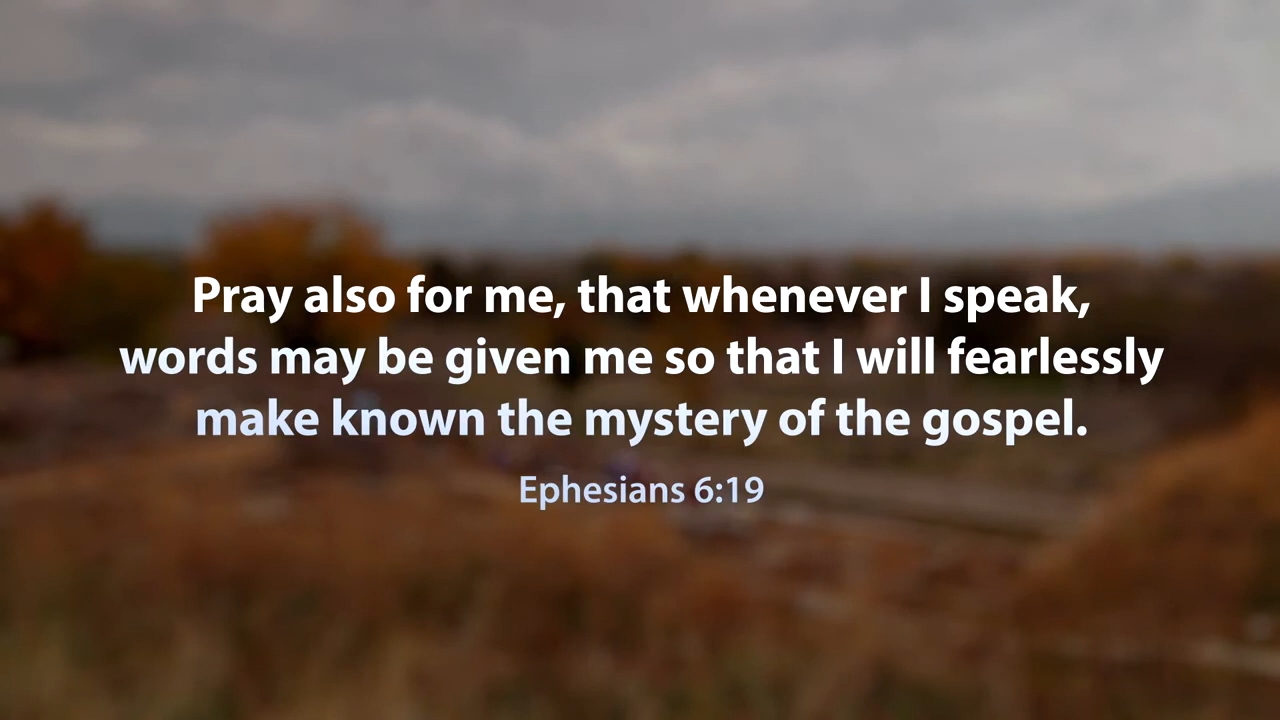 Pray also for me, that whenever I speak,
words may be given me so that I will fearlessly
make known the mystery of the gospel.
Ephesians 6:19